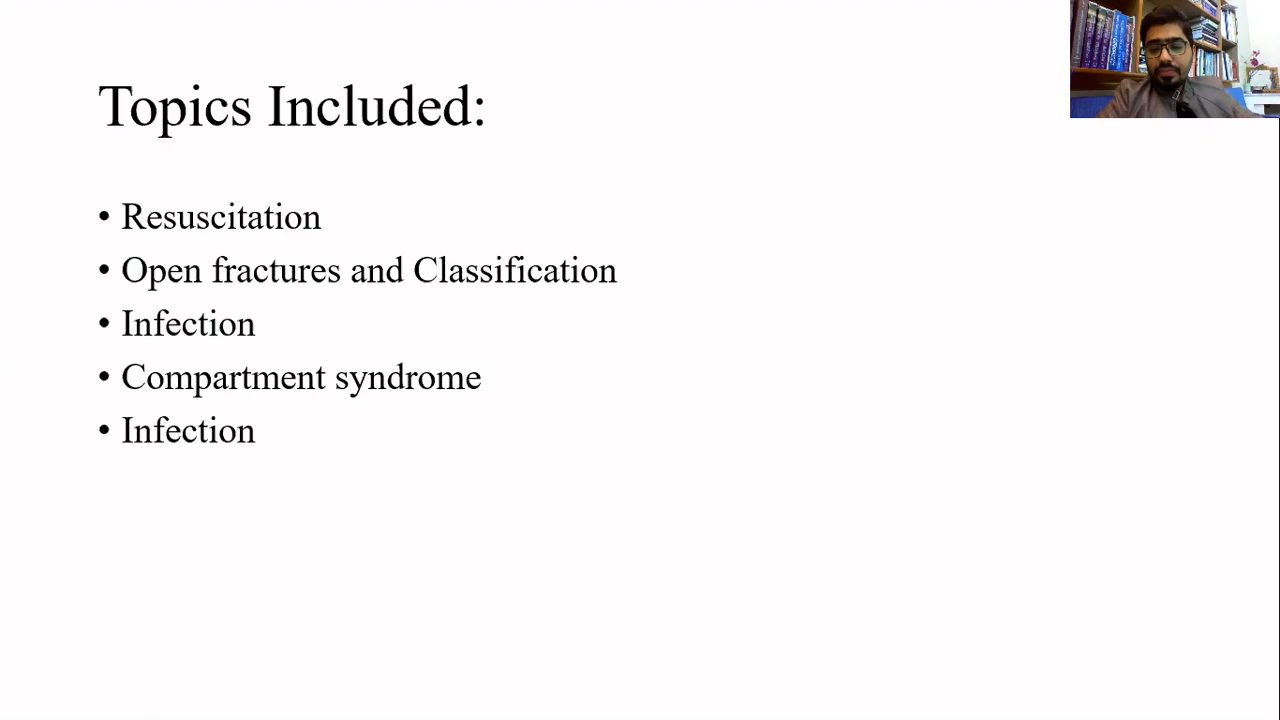 Topics Included:
• Resuscitation
• Open fractures and Classification
• Infection
• Compartment syndrome
• Infection